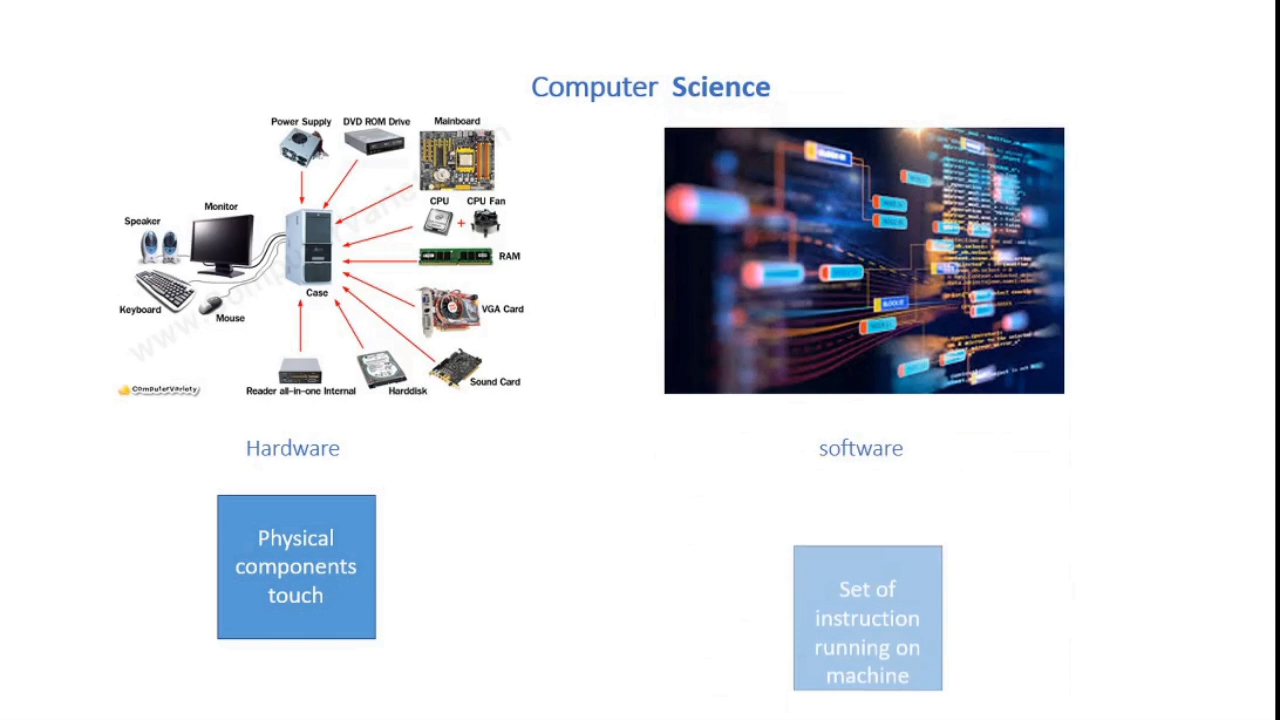 Computer Science
Power Supply
DVD ROM Drive
Mainboard
CPU
CPU Fan
Monitor
Speaker
+
RAM
Case
Keyboard
Mouse
VGA Card
Sound Card
Reader all-in-one Internal
Harddisk
ComputerVariety
Hardware
software
Physical
components
touch
Set of
instruction
running on
machine